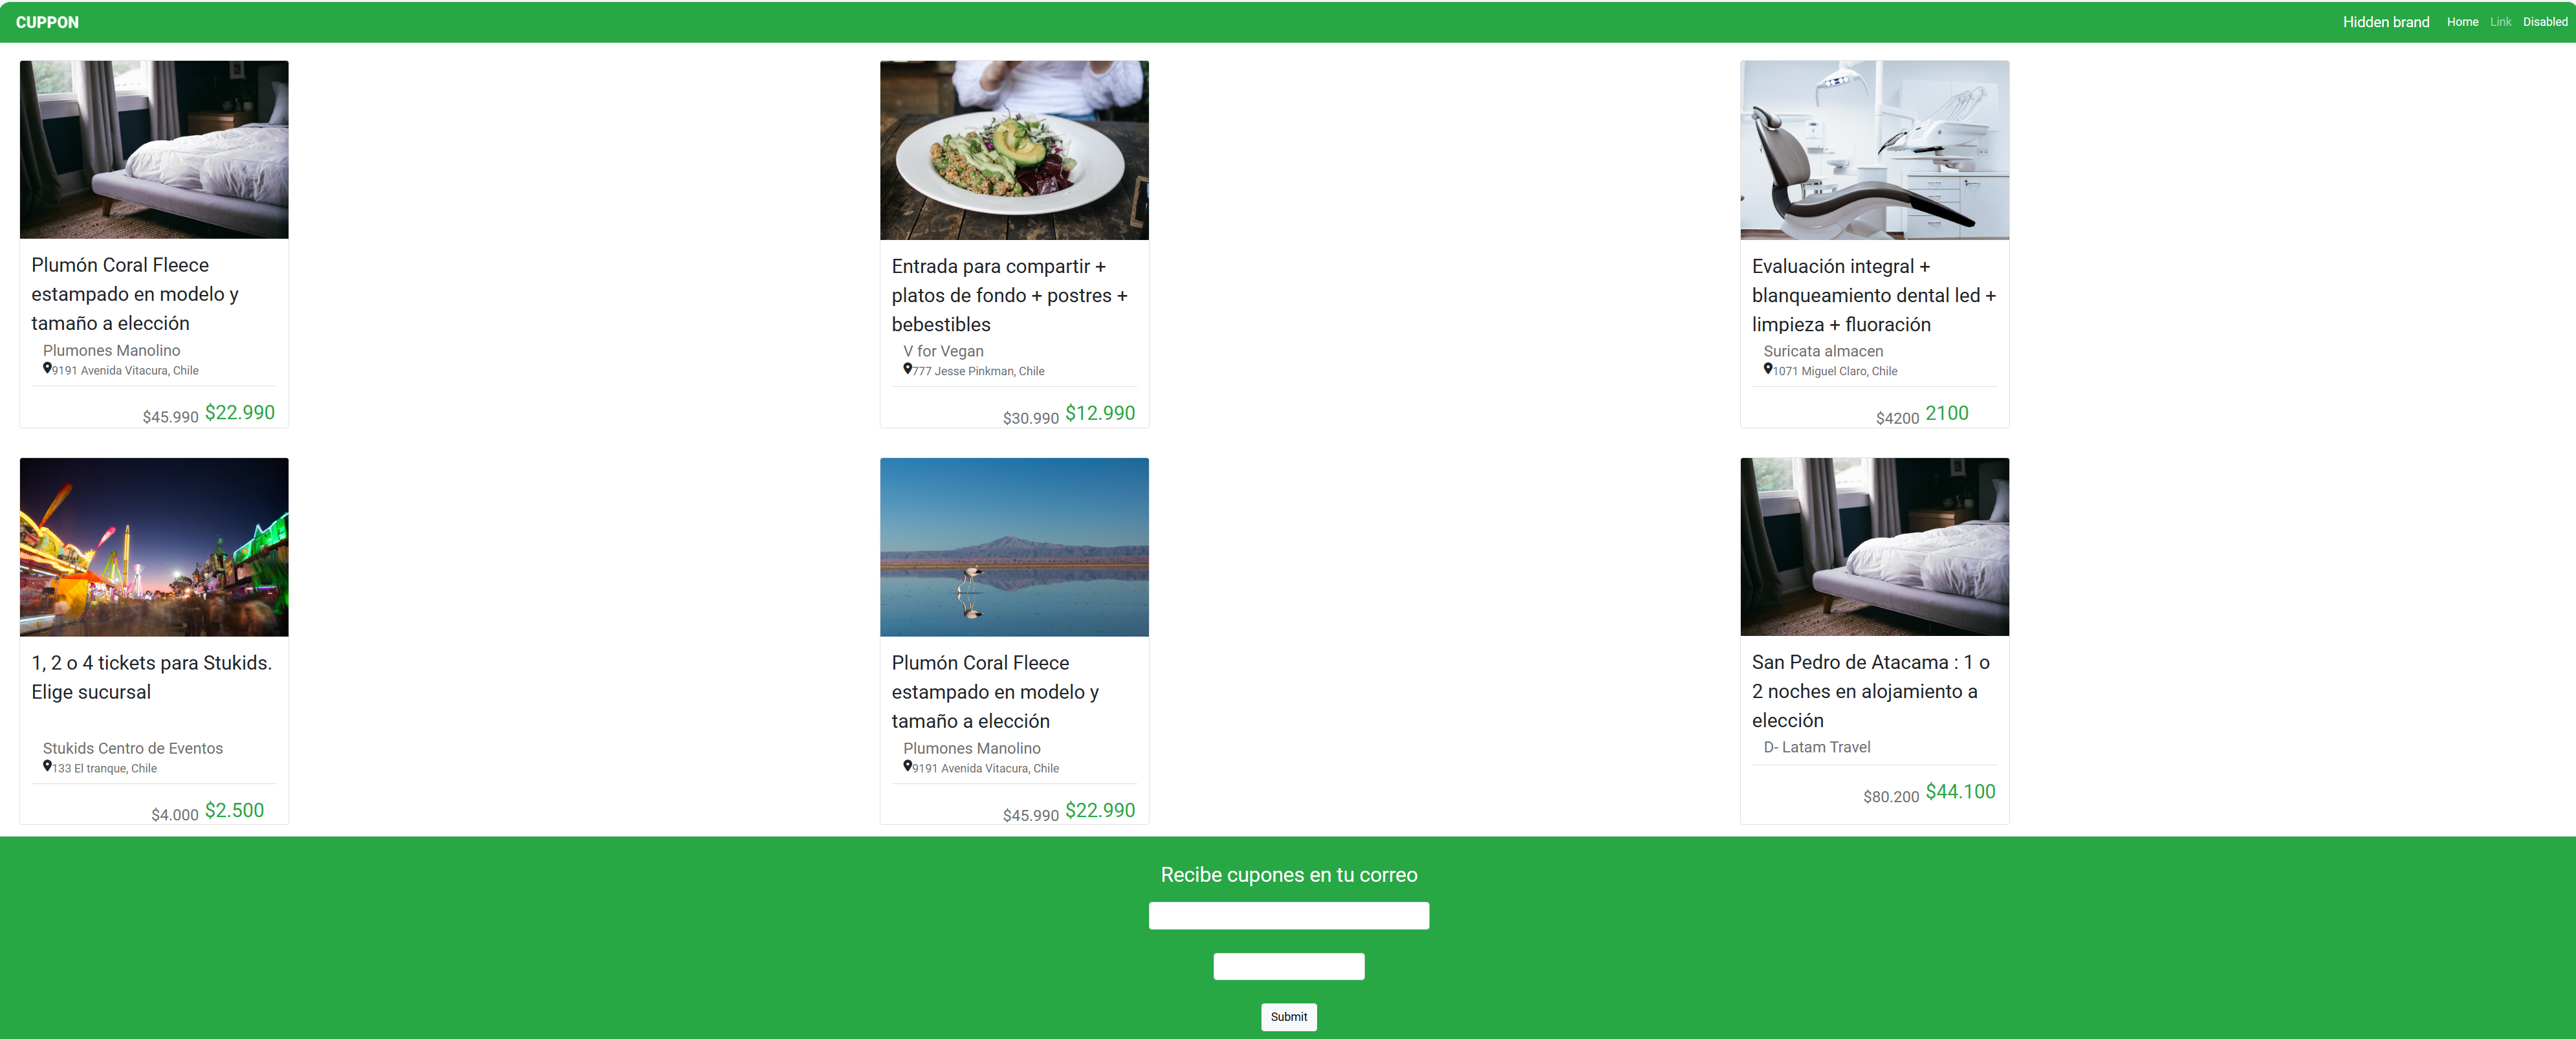 CUPPON
Hidden brand Home Link Disabled
Plumón Coral Fleece
estampado en modelo y
tamaño a elección
Plumones Manolino
9191 Avenida Vitacura, Chile
$45.990 $22.990
Entrada para compartir +
platos de fondo + postres +
bebestibles
V for Vegan
777 Jesse Pinkman, Chile
$30.990 $12.990
Evaluación integral +
blanqueamiento dental led +
limpieza + fluoración
Suricata almacen
1071 Miguel Claro, Chile
$4200 2100
1, 2 o 4 tickets para Stukids.
Elige sucursal
Stukids Centro de Eventos
133 El tranque, Chile
$4.000 $2.500
Plumón Coral Fleece
estampado en modelo y
tamaño a elección
Plumones Manolino
9191 Avenida Vitacura, Chile
$45.990 $22.990
San Pedro de Atacama : 1 o
2 noches en alojamiento a
elección
D- Latam Travel
$80.200 $44.100
Recibe cupones en tu correo
Submit